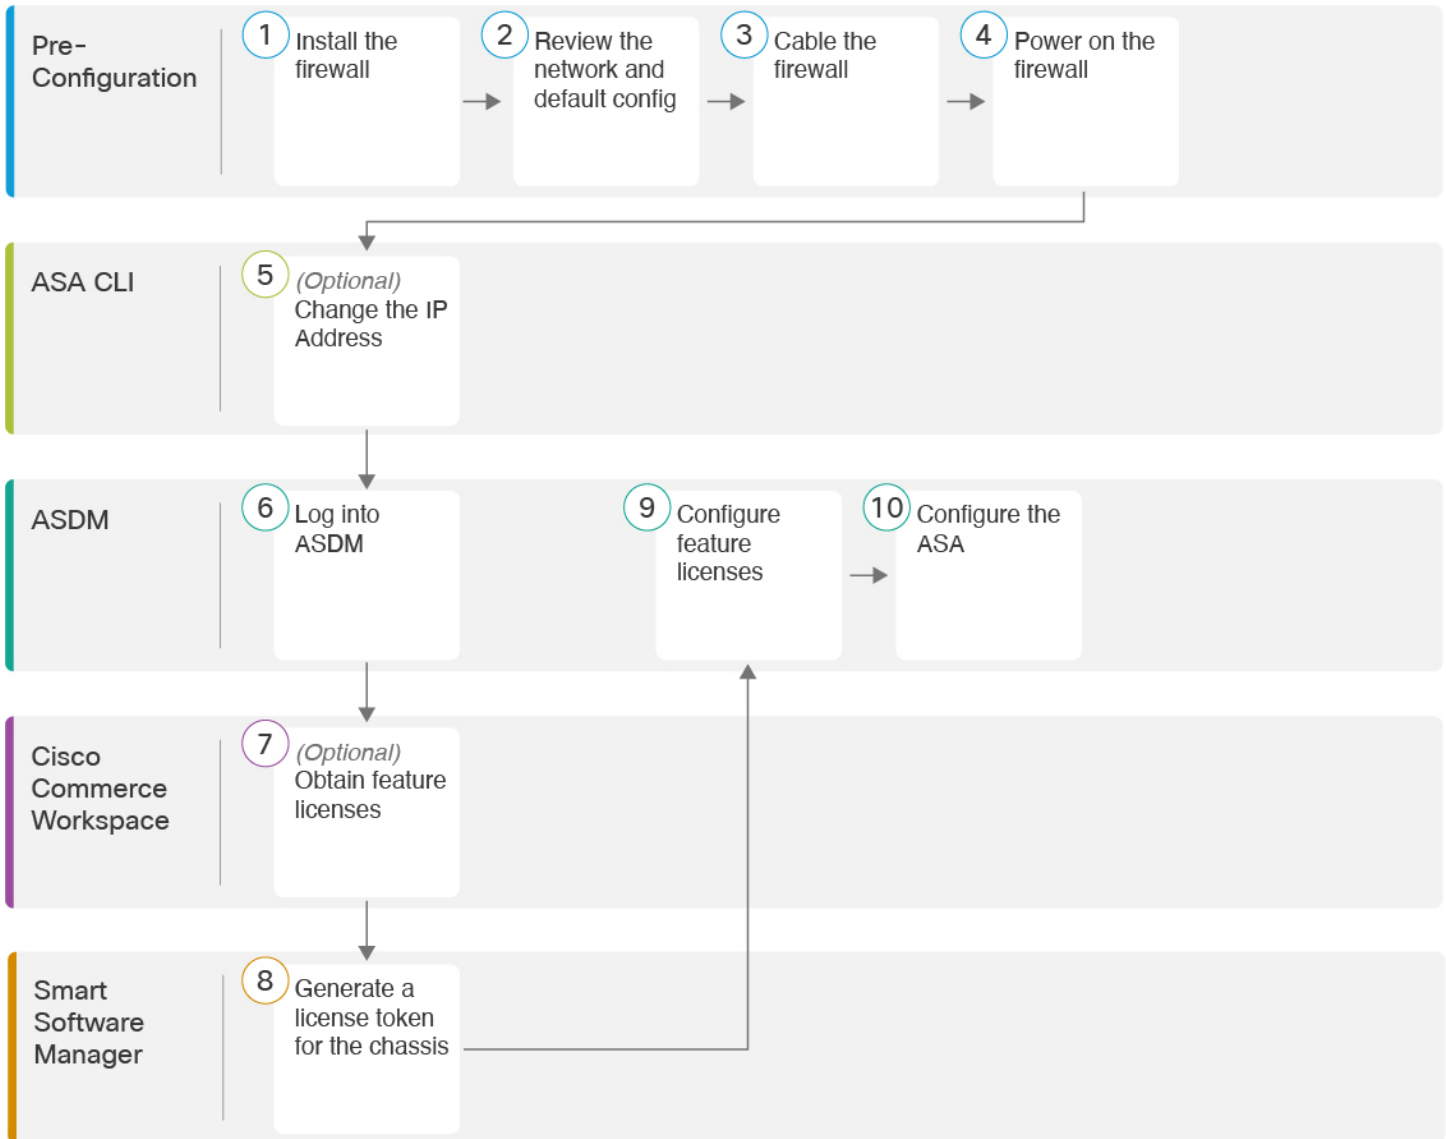 Pre-
Configuration
1
Install the
firewall
2
Review the
network and
default config
3
Cable the
firewall
4
Power on the
firewall
ASA CLI
5
(Optional)
Change the IP
Address
ASDM
6
Log into
ASDM
9
Configure
feature
licenses
10
Configure the
ASA
Cisco
Commerce
Workspace
7
(Optional)
Obtain feature
licenses
Smart
Software
Manager
8
Generate a
license token
for the chassis